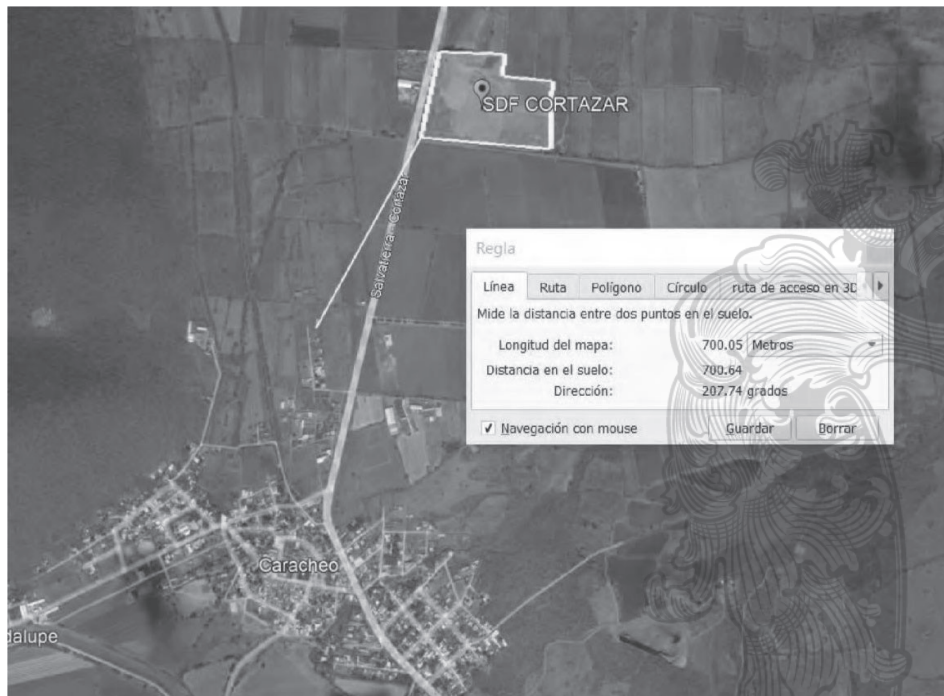 SDF CORTAZAR
Salvatierra - Cortazar
Regla
Línea Ruta Polígono Círculo ruta de acceso en 3D
Mide la distancia entre dos puntos en el suelo.
Longitud del mapa: 700.05 Metros
Distancia en el suelo: 700.64
Dirección: 207.74 grados
Navegación con mouse Guardar Borrar
Caracheo
dalupe